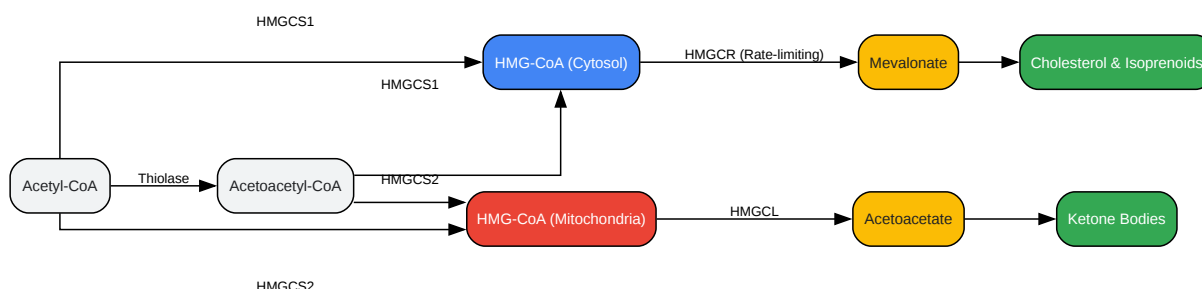 HMGCS1
HMG-CoA (Cytosol)
HMGCR (Rate-limiting)
Mevalonate
Cholesterol & Isoprenoids
HMGCS1
Acetyl-CoA
Thiolase
Acetoacetyl-CoA
HMGCS2
HMG-CoA (Mitochondria)
HMGCL
Acetoacetate
Ketone Bodies
HMGCS2